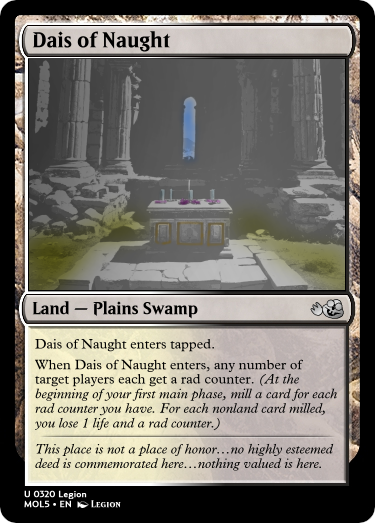 Dais of Naught
Land — Plains Swamp
Dais of Naught enters tapped.
When Dais of Naught enters, any number of
target players each get a rad counter. (At the
beginning of your first main phase, mill a card for each
rad counter you have. For each nonland card milled,
you lose 1 life and a rad counter.)
This place is not a place of honor…no highly esteemed
deed is commemorated here…nothing valued is here.
U 0320 Legion
MOL5 • EN Legion